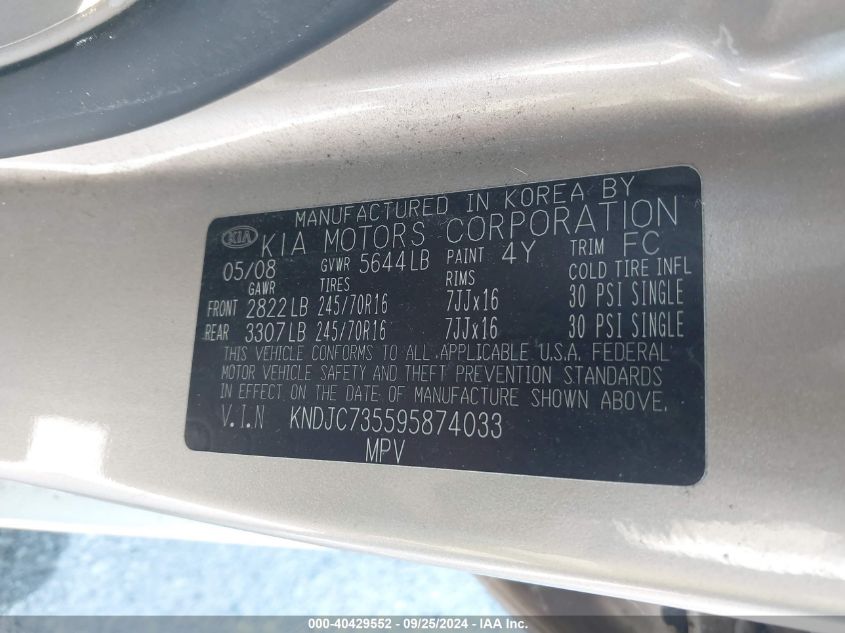 MANUFACTURED IN KOREA BY
KIA KIA MOTORS CORPORATION
05/08 GVWR 5644LB PAINT 4Y TRIM FC
GAWR TIRES RIMS COLD TIRE INFL
FRONT 2822LB 245/70R16 7JJx16 30 PSI SINGLE
REAR 3307LB 245/70R16 7JJx16 30 PSI SINGLE
THIS VEHICLE CONFORMS TO ALL APPLICABLE U.S.A. FEDERAL
MOTOR VEHICLE SAFETY AND THEFT PREVENTION STANDARDS
IN EFFECT ON THE DATE OF MANUFACTURE SHOWN ABOVE.
V.I.N KNDJC735595874033
MPV
000-40429552 - 09/25/2024 - IAA Inc.